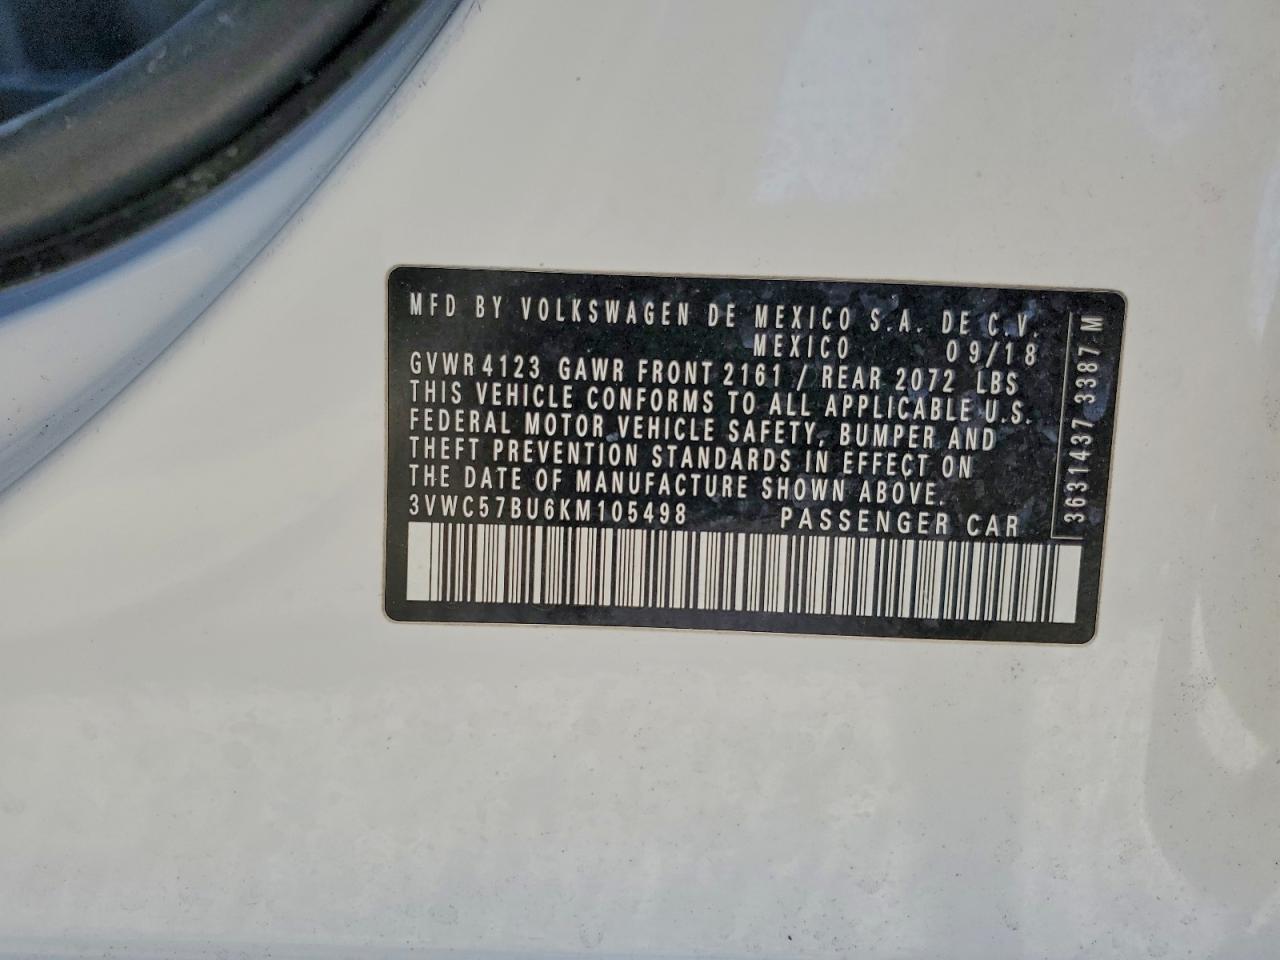 MFD BY VOLKSWAGEN DE MEXICO S.A. DE C.V.
MEXICO 09/18
GVWR 4123 GAWR FRONT 2161 / REAR 2072 LBS
THIS VEHICLE CONFORMS TO ALL APPLICABLE U.S.
FEDERAL MOTOR VEHICLE SAFETY, BUMPER AND
THEFT PREVENTION STANDARDS IN EFFECT ON
THE DATE OF MANUFACTURE SHOWN ABOVE.
3VWC57BU6KM105498 PASSENGER CAR
3631437 3387 M